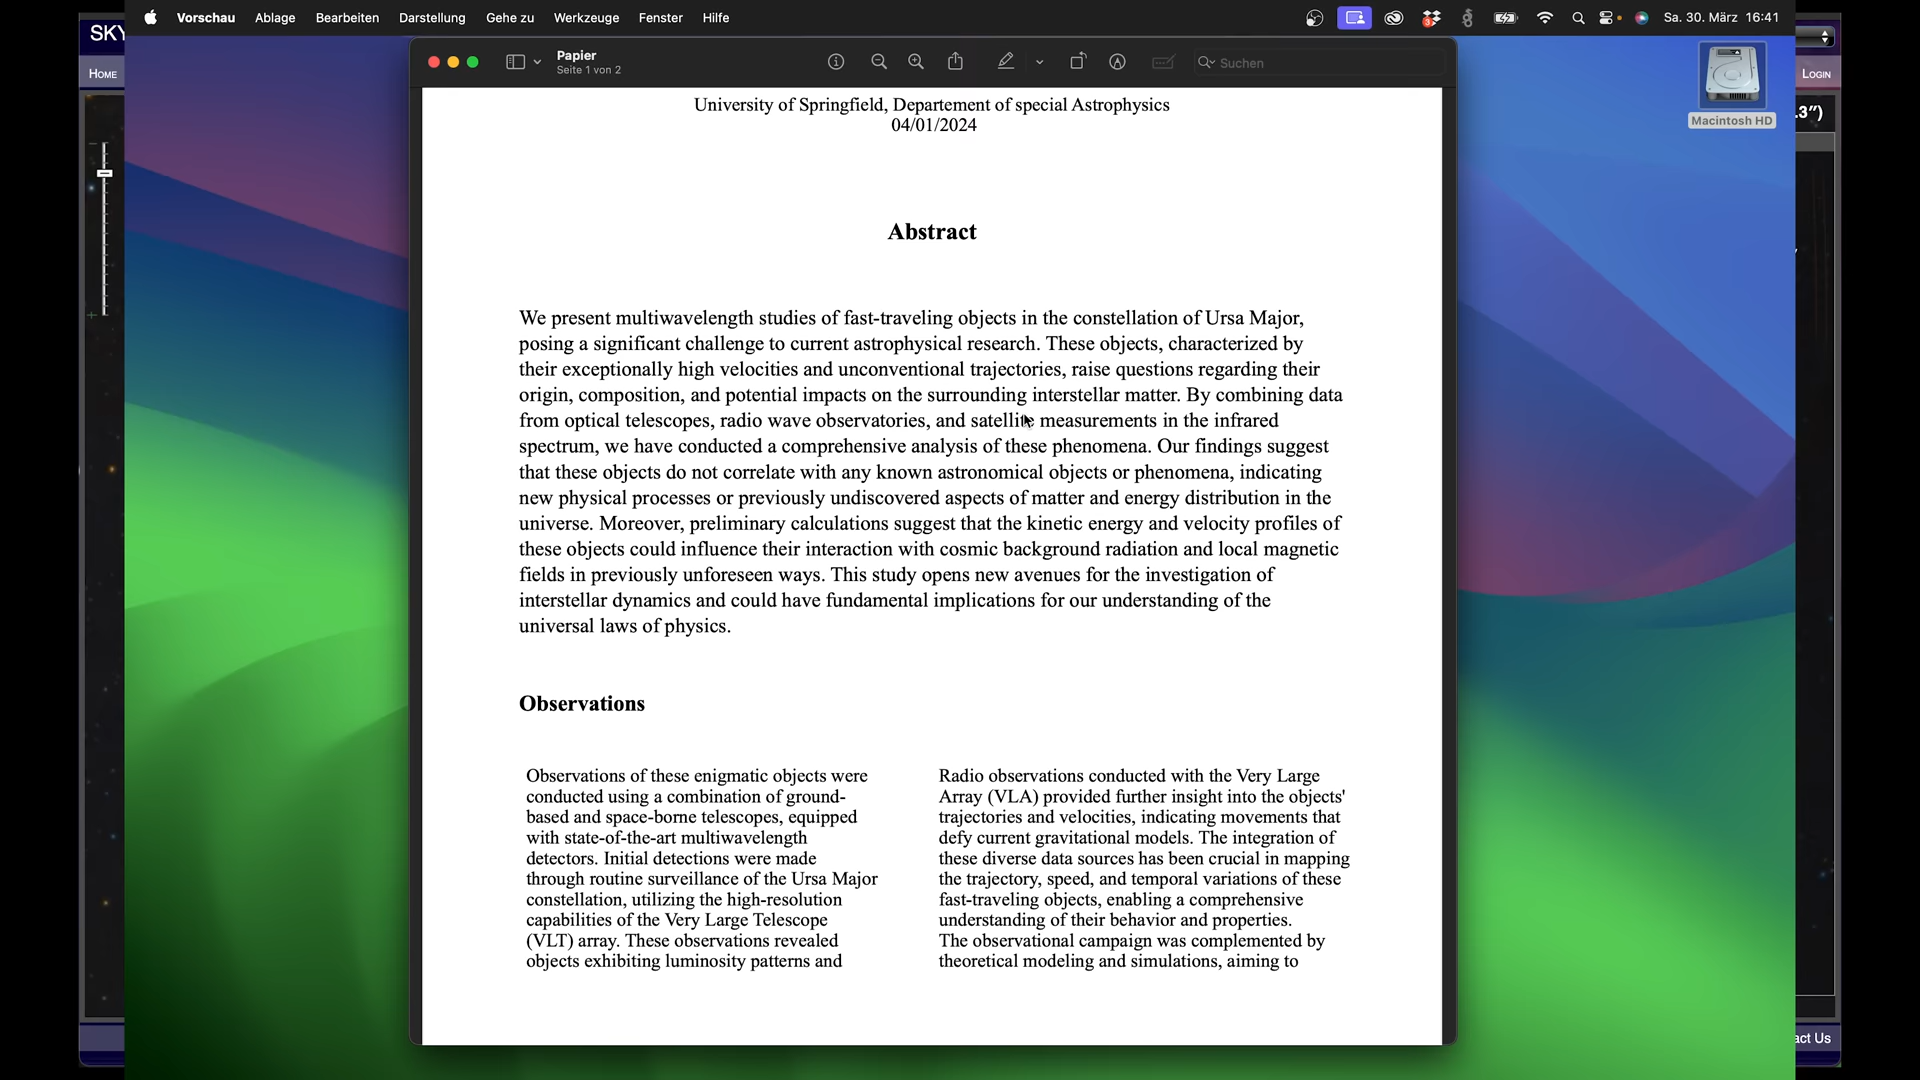 SKY
Vorschau Ablage Bearbeiten Darstellung Gehe zu Werkzeuge Fenster Hilfe
3
Sa. 30. März 16:41
Home
Login
Papier
Seite 1 von 2
Suchen
.3")
Macintosh HD
University of Springfield, Departement of special Astrophysics
04/01/2024
Abstract
We present multiwavelength studies of fast-traveling objects in the constellation of Ursa Major,
posing a significant challenge to current astrophysical research. These objects, characterized by
their exceptionally high velocities and unconventional trajectories, raise questions regarding their
origin, composition, and potential impacts on the surrounding interstellar matter. By combining data
from optical telescopes, radio wave observatories, and satellite measurements in the infrared
spectrum, we have conducted a comprehensive analysis of these phenomena. Our findings suggest
that these objects do not correlate with any known astronomical objects or phenomena, indicating
new physical processes or previously undiscovered aspects of matter and energy distribution in the
universe. Moreover, preliminary calculations suggest that the kinetic energy and velocity profiles of
these objects could influence their interaction with cosmic background radiation and local magnetic
fields in previously unforeseen ways. This study opens new avenues for the investigation of
interstellar dynamics and could have fundamental implications for our understanding of the
universal laws of physics.
Observations
Observations of these enigmatic objects were
conducted using a combination of ground-
based and space-borne telescopes, equipped
with state-of-the-art multiwavelength
detectors. Initial detections were made
through routine surveillance of the Ursa Major
constellation, utilizing the high-resolution
capabilities of the Very Large Telescope
(VLT) array. These observations revealed
objects exhibiting luminosity patterns and
Radio observations conducted with the Very Large
Array (VLA) provided further insight into the objects'
trajectories and velocities, indicating movements that
defy current gravitational models. The integration of
these diverse data sources has been crucial in mapping
the trajectory, speed, and temporal variations of these
fast-traveling objects, enabling a comprehensive
understanding of their behavior and properties.
The observational campaign was complemented by
theoretical modeling and simulations, aiming to
act Us